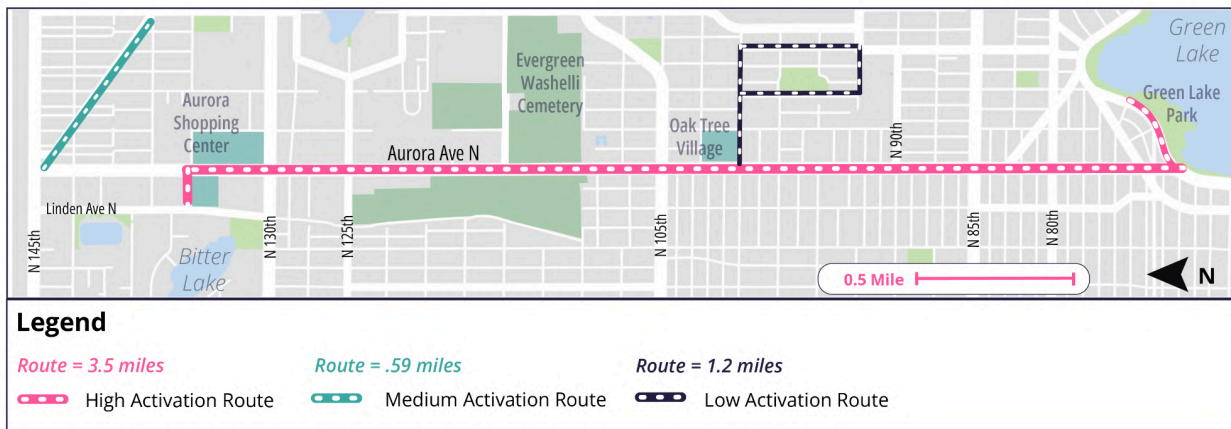 Green
Lake
Evergreen
Washelli
Cemetery
Aurora
Shopping
Center
Green Lake
Park
Oak Tree
Village
N 90th
Aurora Ave N
Linden Ave N
N 145th
N 130th
N 125th
N 105th
N 85th
N 80th
Bitter
Lake
0.5 Mile
N
Legend
Route = 3.5 miles
Route = .59 miles
Route = 1.2 miles
High Activation Route
Medium Activation Route
Low Activation Route